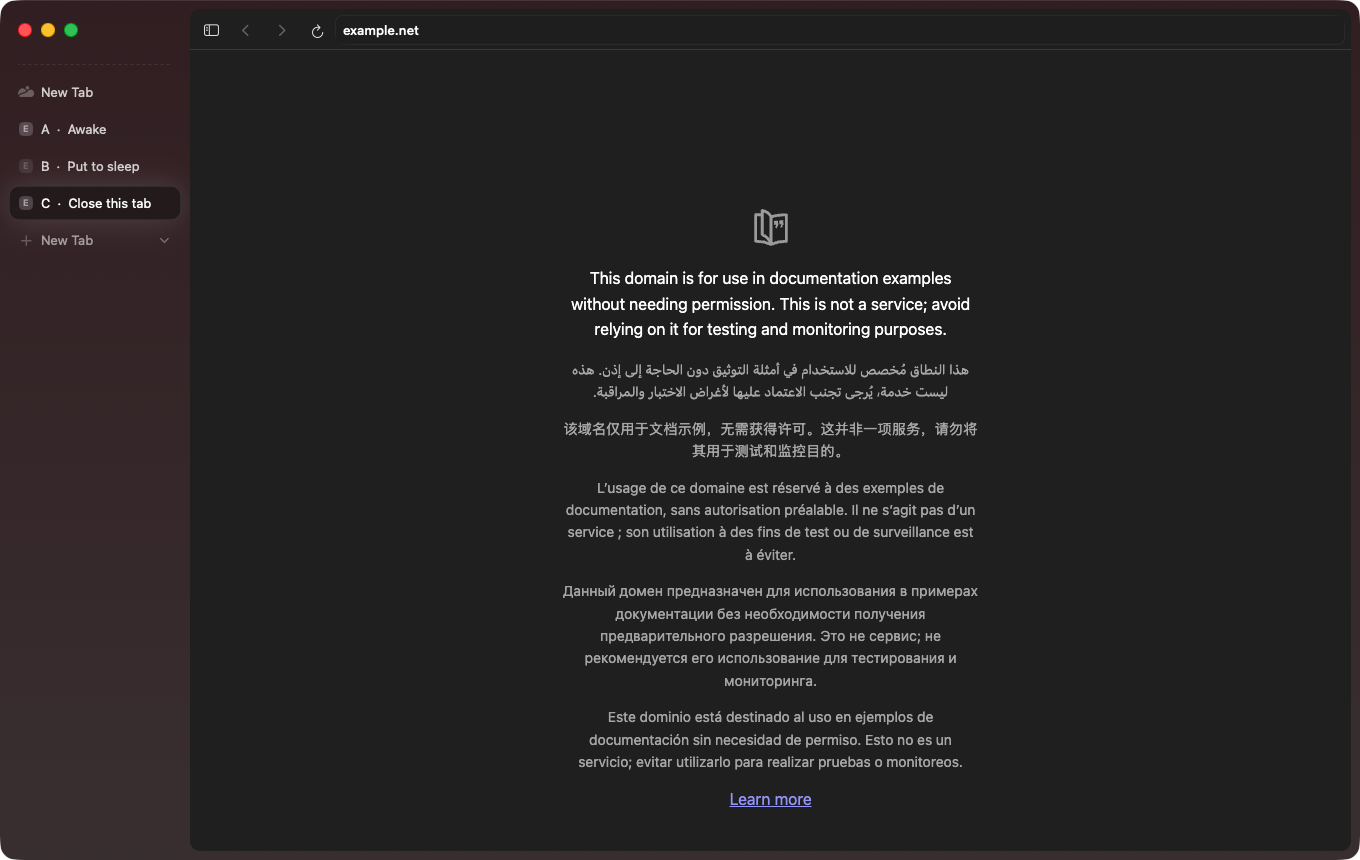 example.net
New Tab
E A · Awake
E B · Put to sleep
E C · Close this tab
New Tab
This domain is for use in documentation examples
without needing permission. This is not a service; avoid
relying on it for testing and monitoring purposes.
هذا النطاق مُخصص للاستخدام في أمثلة التوثيق دون الحاجة إلى إذن. هذه
ليست خدمة، يُرجى تجنب الاعتماد عليها لأغراض الاختبار والمراقبة.
该域名仅用于文档示例，无需获得许可。这并非一项服务，请勿将
其用于测试和监控目的。
L’usage de ce domaine est réservé à des exemples de
documentation, sans autorisation préalable. Il ne s’agit pas d’un
service ; son utilisation à des fins de test ou de surveillance est
à éviter.
Данный домен предназначен для использования в примерах
документации без необходимости получения
предварительного разрешения. Это не сервис; не
рекомендуется его использование для тестирования и
мониторинга.
Este dominio está destinado al uso en ejemplos de
documentación sin necesidad de permiso. Esto no es un
servicio; evitar utilizarlo para realizar pruebas o monitoreos.
Learn more